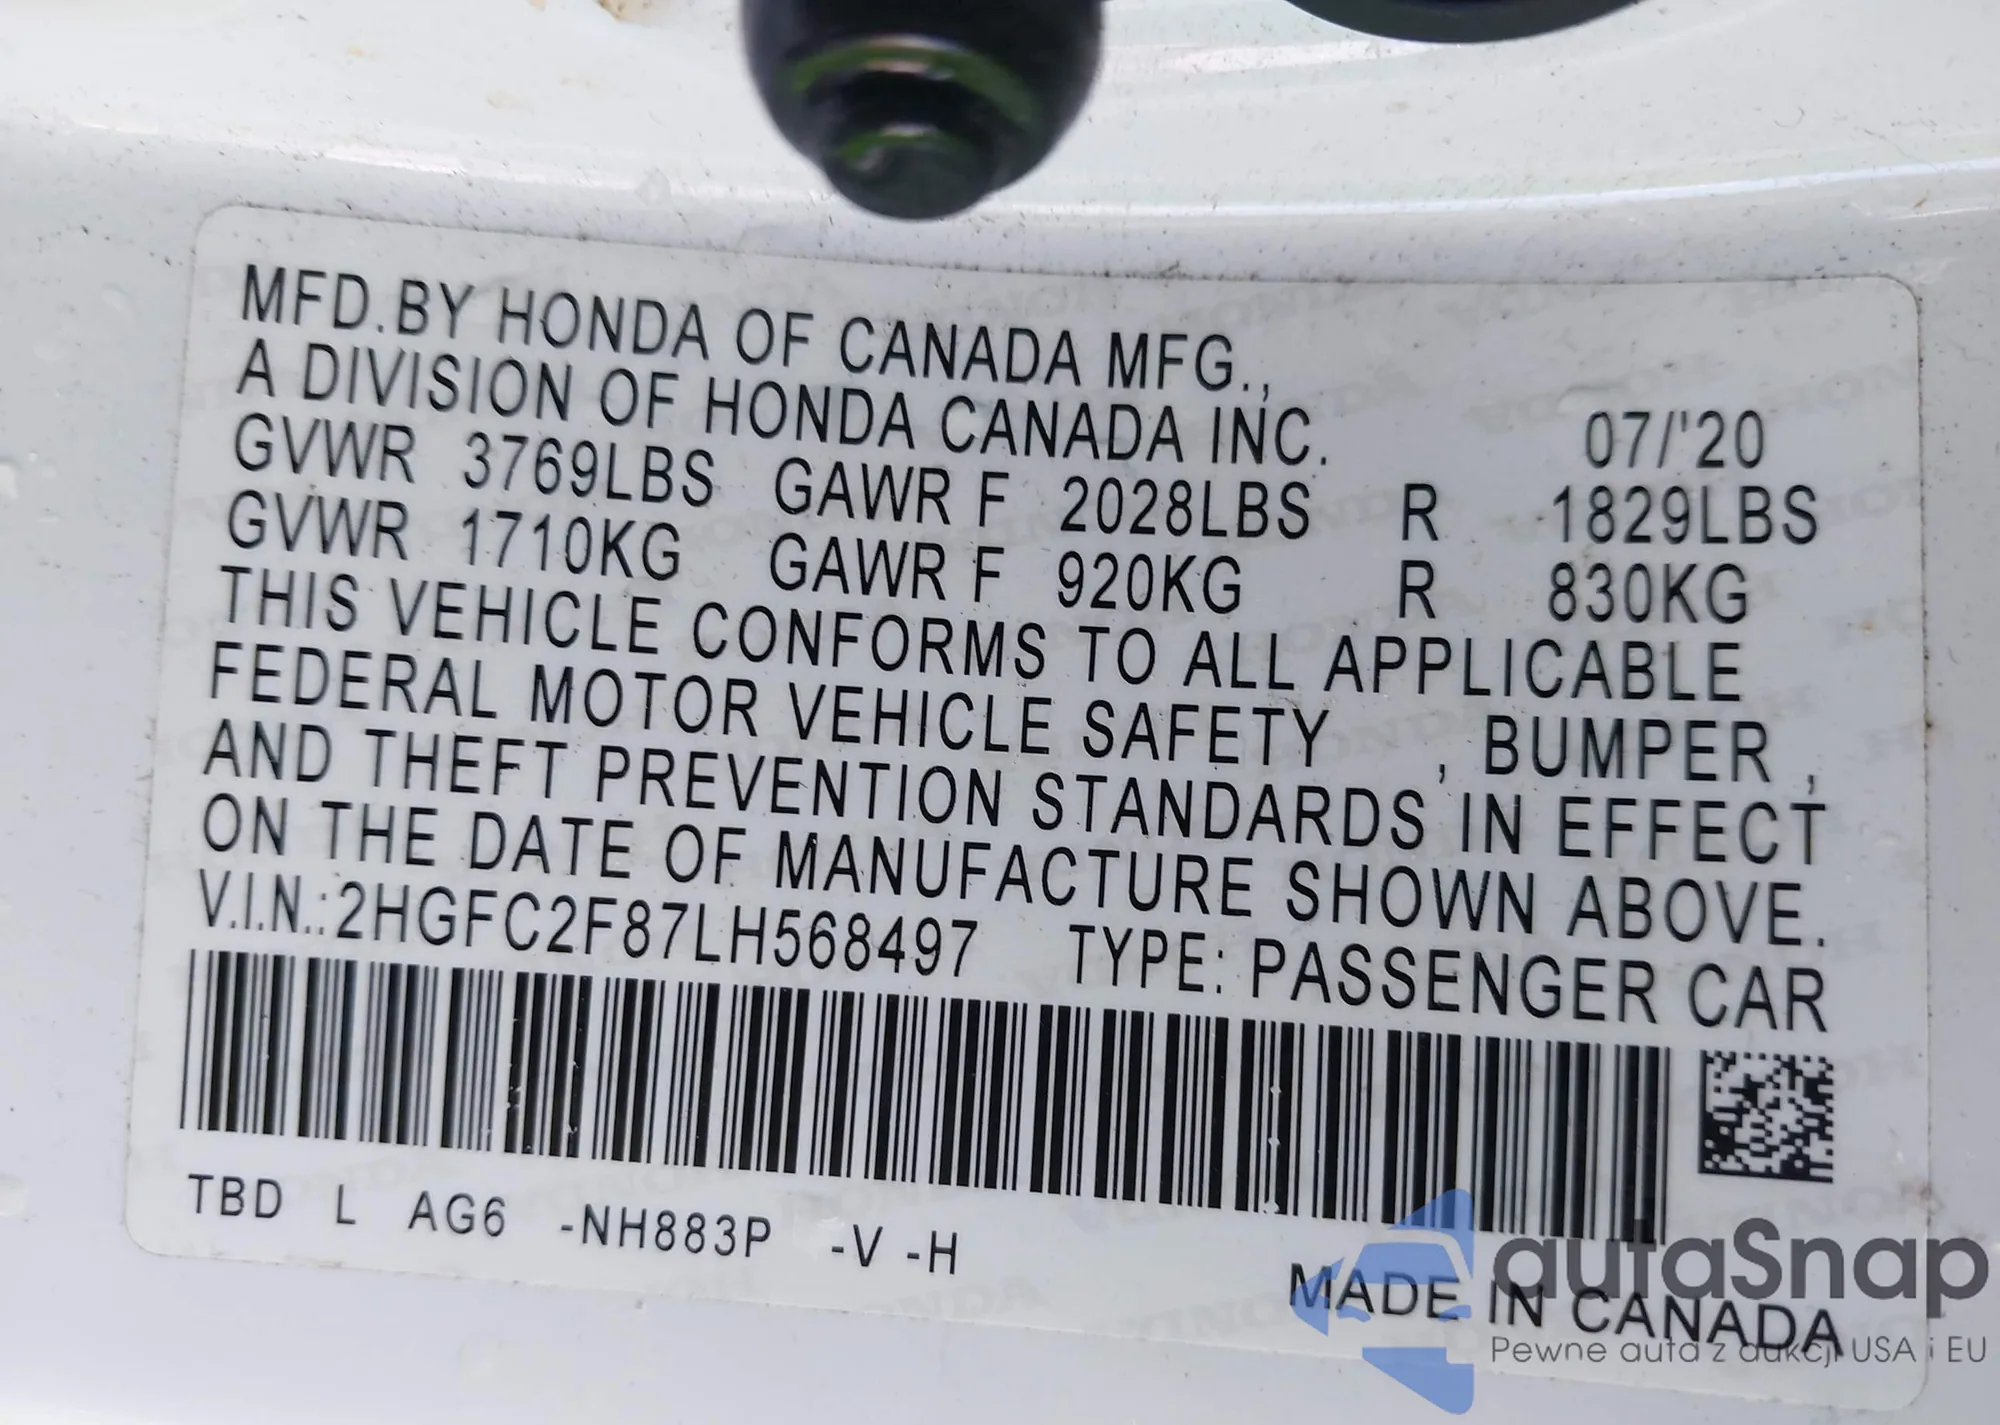 MFD.BY HONDA OF CANADA MFG.,
A DIVISION OF HONDA CANADA INC. 07/'20
GVWR 3769LBS GAWR F 2028LBS R 1829LBS
GVWR 1710KG GAWR F 920KG R 830KG
THIS VEHICLE CONFORMS TO ALL APPLICABLE
FEDERAL MOTOR VEHICLE SAFETY , BUMPER ,
AND THEFT PREVENTION STANDARDS IN EFFECT
ON THE DATE OF MANUFACTURE SHOWN ABOVE.
V.I.N.:2HGFC2F87LH568497 TYPE: PASSENGER CAR
TBD L AG6 -NH883P -V -H
MADE IN CANADA
autaSnap
Pewne auta z aukcji USA i EU